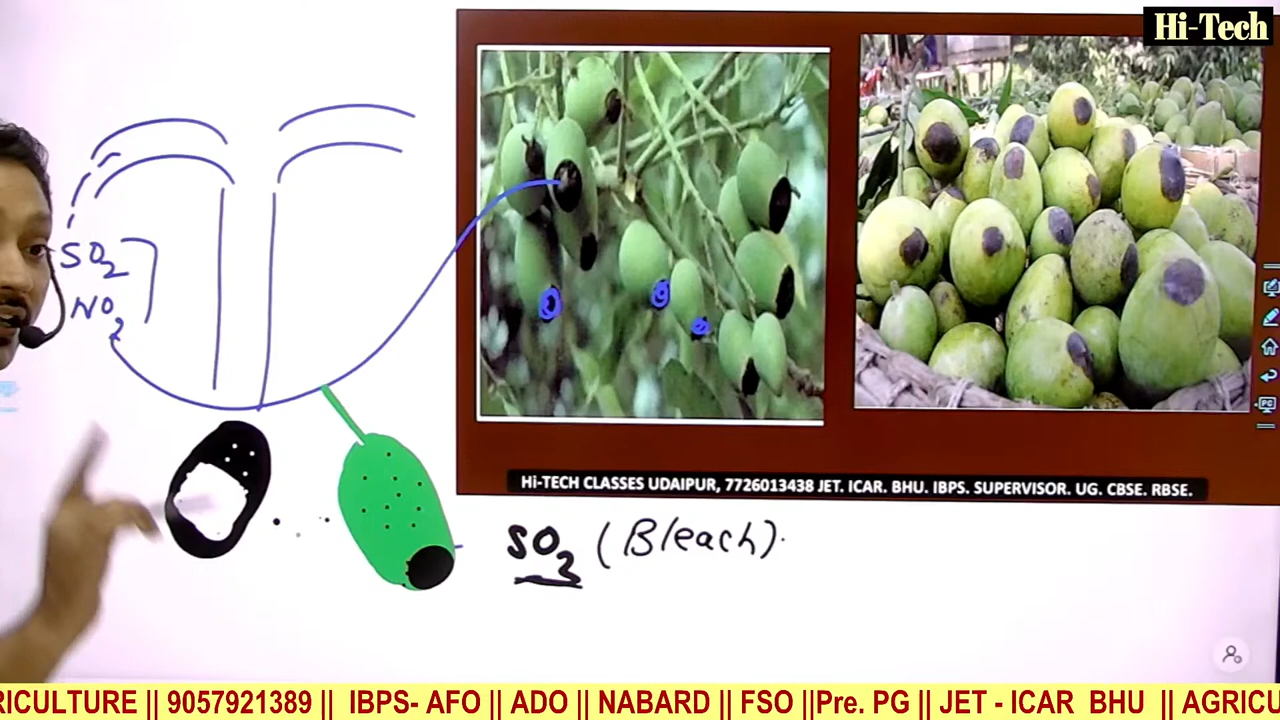 Hi-Tech
SO2
NO2
Hi-TECH CLASSES UDAIPUR, 7726013438 JET. ICAR. BHU. IBPS. SUPERVISOR. UG. CBSE. RBSE.
SO2 (Bleach).
RICULTURE || 9057921389 || IBPS- AFO || ADO || NABARD || FSO ||Pre. PG || JET - ICAR BHU || AGRICU